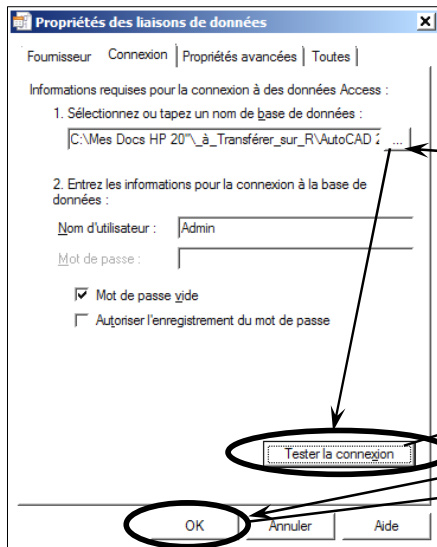 Propriétés des liaisons de données
Fournisseur Connexion Propriétés avancées Toutes
Informations requises pour la connexion à des données Access :
1. Sélectionnez ou tapez un nom de base de données :
C:\Mes Docs HP 20"\_à_Transférer_sur_R\AutoCAD 2 ...
2. Entrez les informations pour la connexion à la base de
données :
Nom d'utilisateur : Admin
Mot de passe :
Mot de passe vide
Autoriser l'enregistrement du mot de passe
Tester la connexion
OK Annuler Aide